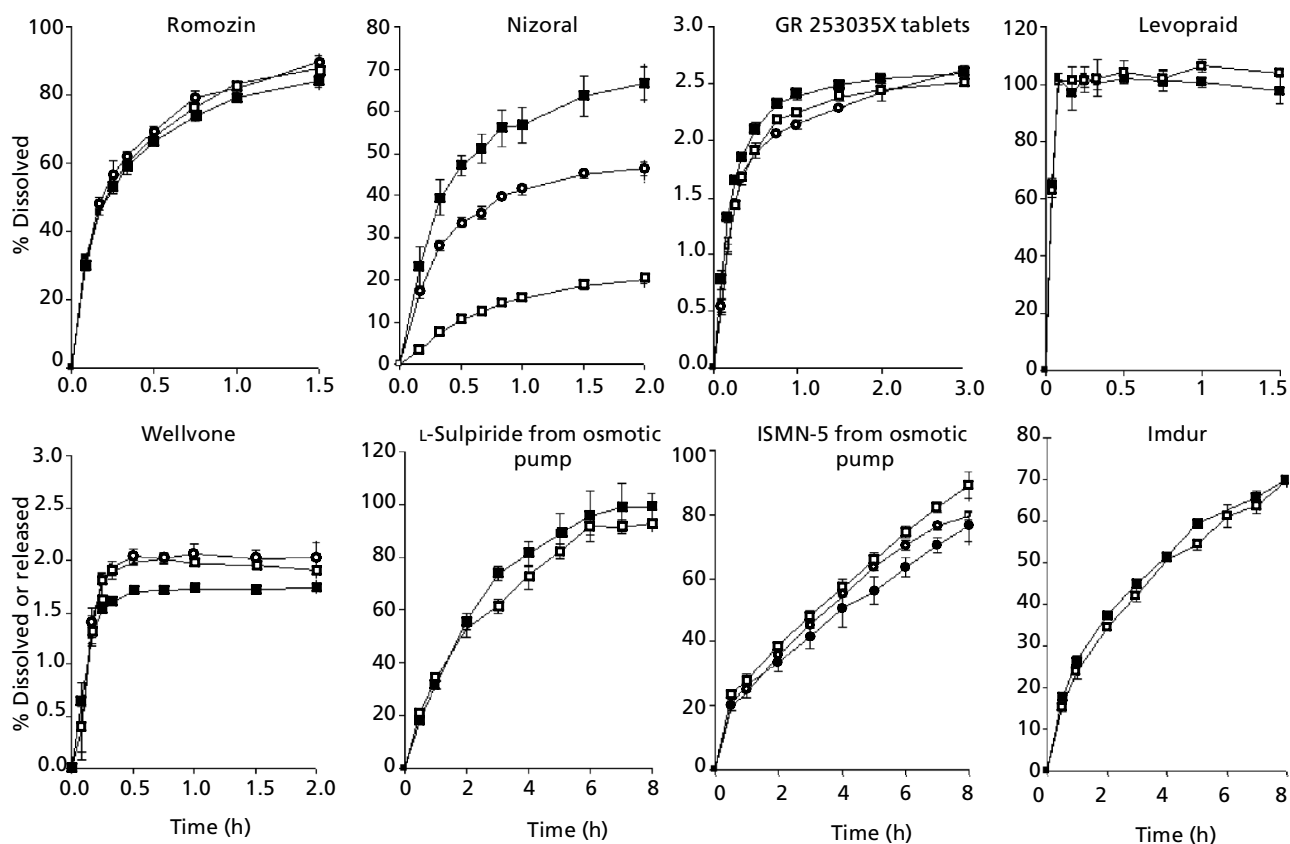 Romozin
Nizoral
GR 253035X tablets
Levopraid
% Dissolved
100
80
60
40
20
0
0.0 0.5 1.0 1.5
80
70
60
50
40
30
20
10
0
0.0 0.5 1.0 1.5 2.0
3.0
2.5
2.0
1.5
1.0
0.5
0.0
0.0 1.0 2.0 3.0
120
100
80
60
40
20
0
0 0.5 1.0 1.5
Wellvone
L-Sulpiride from osmotic
pump
ISMN-5 from osmotic
pump
Imdur
% Dissolved or released
3.0
2.5
2.0
1.5
1.0
0.5
0.0
0.0 0.5 1.0 1.5 2.0
Time (h)
120
100
80
60
40
20
0
0 2 4 6 8
Time (h)
100
80
60
40
20
0
0 2 4 6 8
Time (h)
80
70
60
50
40
30
20
10
0
0 2 4 6 8
Time (h)